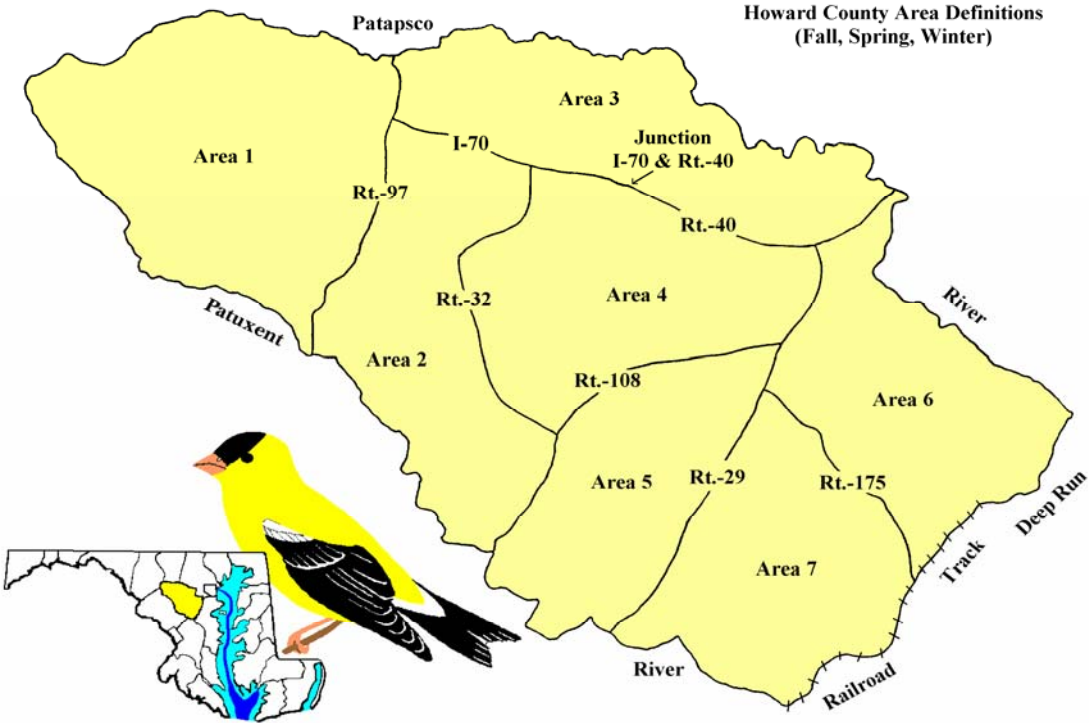 Howard County Area Definitions
(Fall, Spring, Winter)
Patapsco
Area 3
Junction
I-70 & Rt.-40
I-70
Area 1
Rt.-97
Rt.-40
Rt.-32
Area 4
River
Patuxent
Area 2
Rt.-108
Area 6
Area 5
Rt.-29
Rt.-175
Deep Run
Track
Area 7
River
Railroad